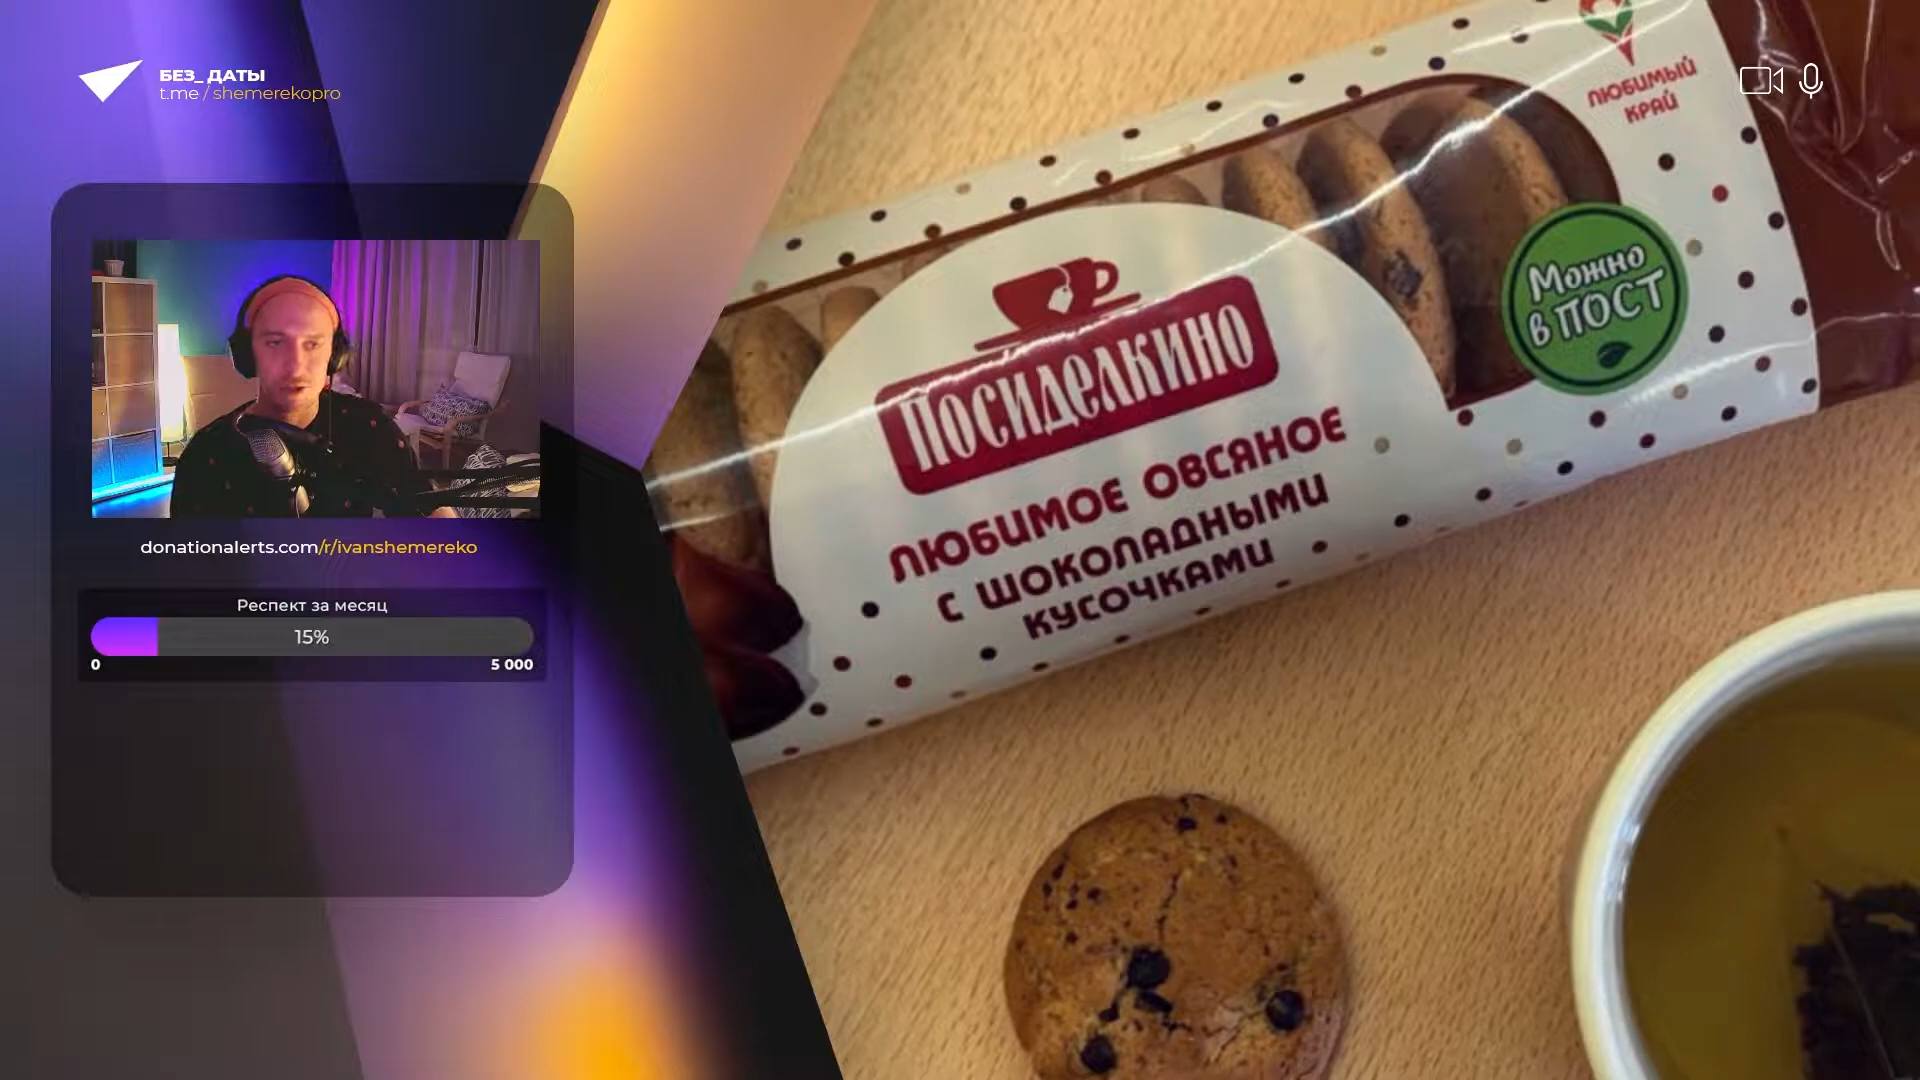 БЕЗ_ДАТЫ
t.me / shemerekopro
donationalerts.com/r/ivanshemereko
Респект за месяц
15%
0
5 000
ЛЮБИМЫЙ
КРАЙ
Можно
в ПОСТ
Посиделкино
ЛЮБИМОЕ ОВСЯНОЕ
С ШОКОЛАДНЫМИ
КУСОЧКАМИ